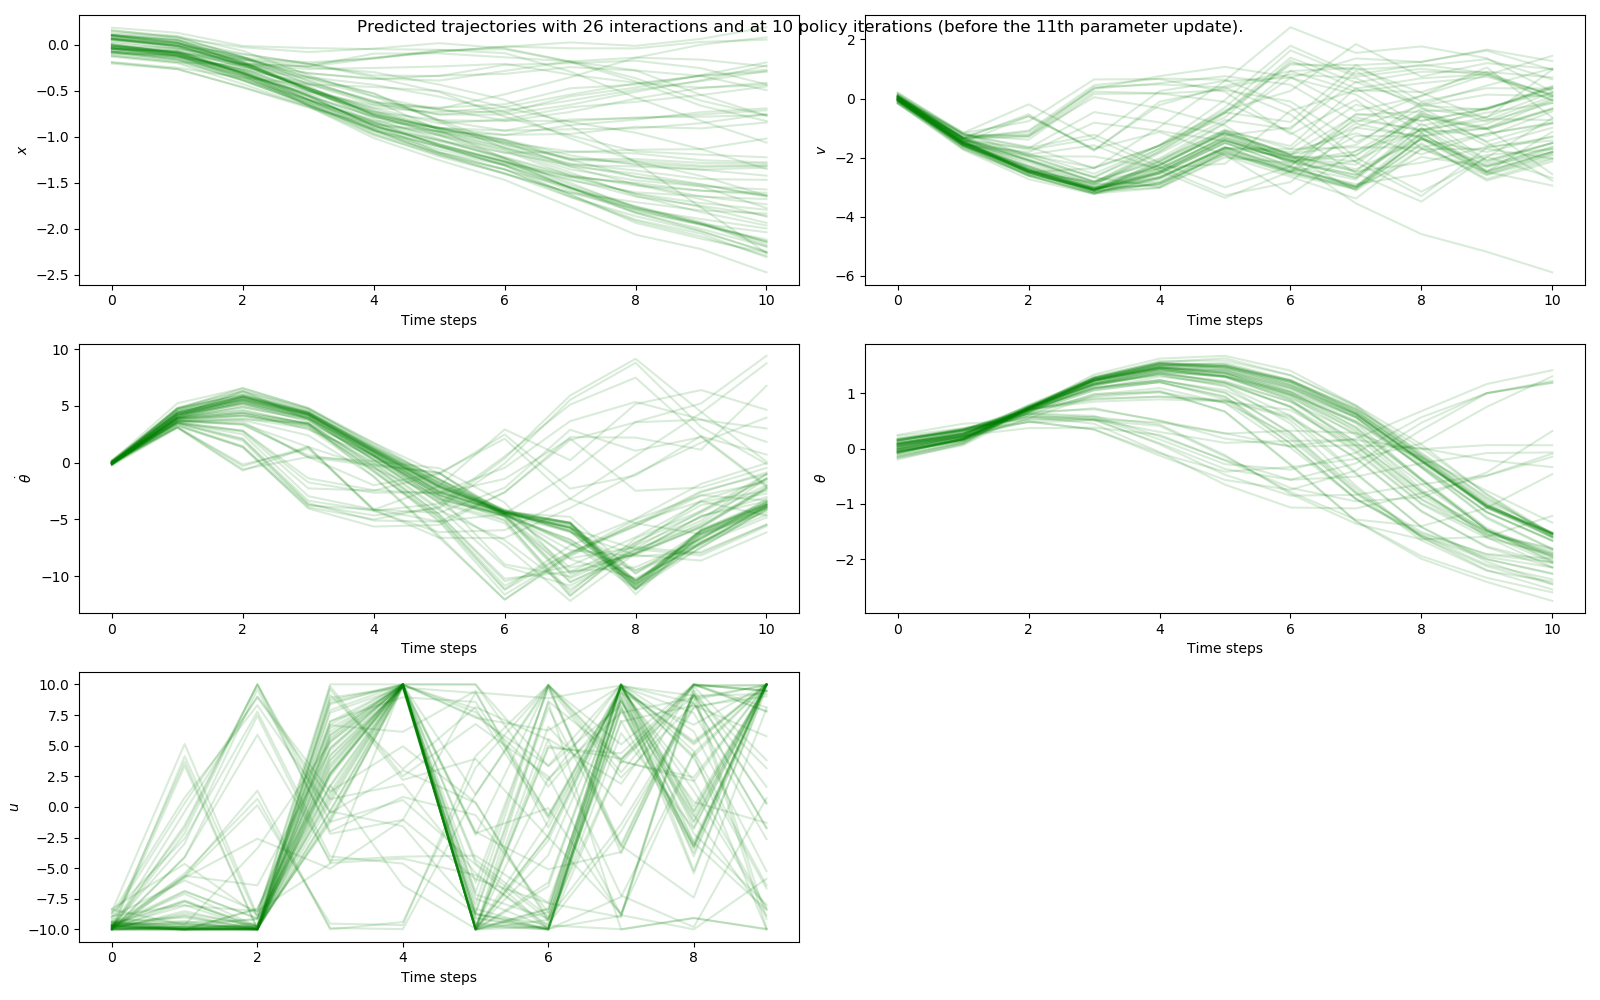 Predicted trajectories with 26 interactions and at 10 policy iterations (before the 11th parameter update).
0.0
−0.5
−1.0
−1.5
−2.0
−2.5
x
0 2 4 6 8 10
Time steps
2
0
−2
−4
−6
v
0 2 4 6 8 10
Time steps
10
5
0
−5
−10
θ̇
0 2 4 6 8 10
Time steps
1
0
−1
−2
θ
0 2 4 6 8 10
Time steps
10.0
7.5
5.0
2.5
0.0
−2.5
−5.0
−7.5
−10.0
u
0 2 4 6 8
Time steps